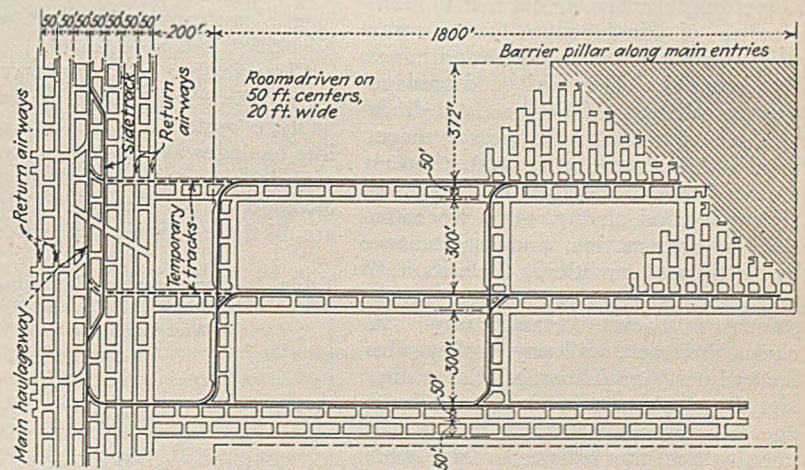 50' 50' 50' 50' 50' 50' 50'
200'
1800'
Barrier pillar along main entries
Rooms driven on
50 ft. centers,
20 ft. wide
372'
50'
300'
300'
50'
50'
Return airways
Sidetrack
Return
airways
Temporary
tracks
Main haulageway